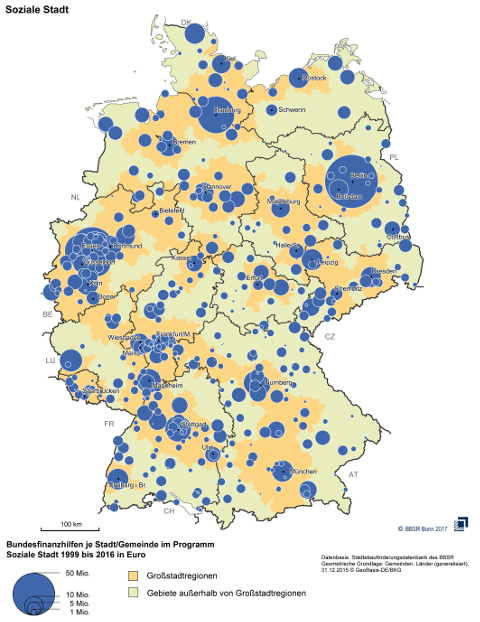 Soziale Stadt
DK
Kiel
Rostock
Hamburg
Schwerin
Bremen
PL
Berlin
Potsdam
Hannover
NL
Magdeburg
Bielefeld
Cottbus
Essen
Dortmund
Düsseldorf
Halle/S.
Leipzig
Kassel
Dresden
Köln
Erfurt
Chemnitz
Bonn
BE
CZ
Wiesbaden
Frankfurt/M.
Mainz
LU
Mannheim
Nürnberg
Saarbrücken
FR
Stuttgart
Ulm
München
AT
Freiburg i. Br.
CH
100 km
© BBSR Bonn 2017
Bundesfinanzhilfen je Stadt/Gemeinde im Programm
Soziale Stadt 1999 bis 2016 in Euro
50 Mio.
10 Mio.
5 Mio.
1 Mio.
Großstadtregionen
Gebiete außerhalb von Großstadtregionen
Datenbasis: Städtebauförderungsdatenbank des BBSR
Geometrische Grundlage: Gemeinden, Länder (generalisiert),
31.12.2015 © GeoBasis-DE/BKG